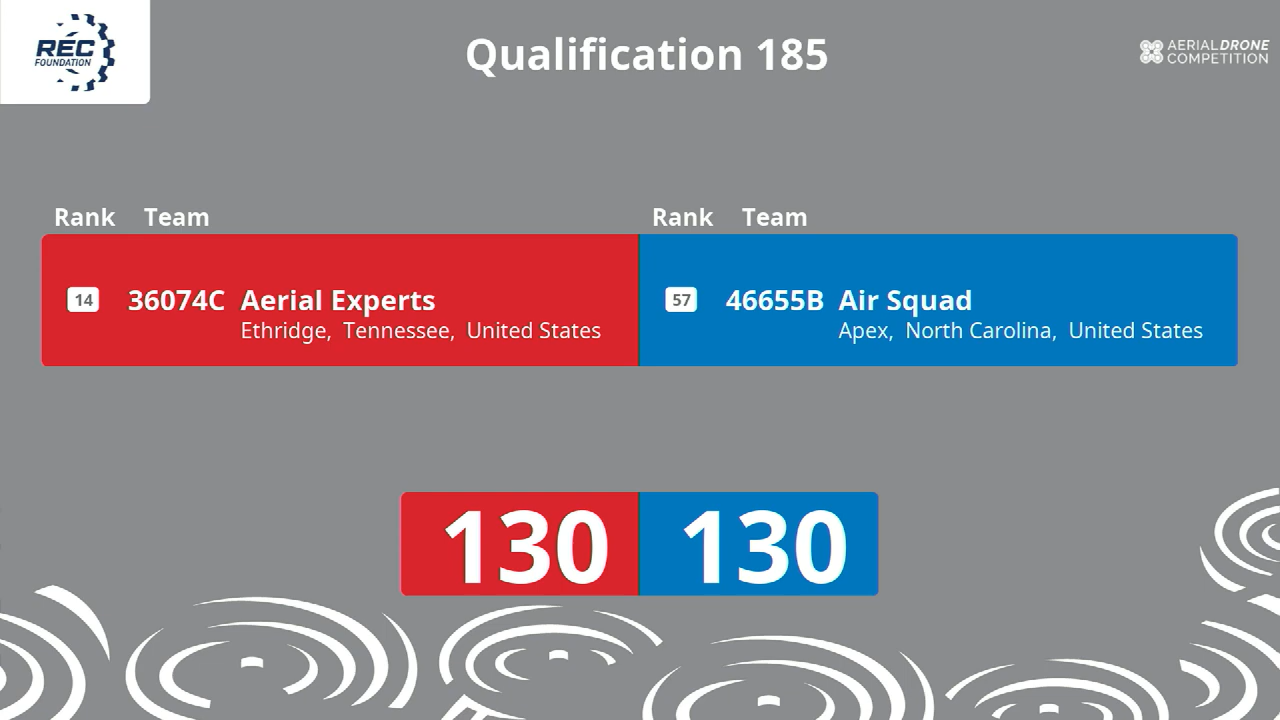 REC
FOUNDATION
Qualification 185
AERIALDRONE
COMPETITION
Rank Team
Rank Team
14 36074C Aerial Experts
Ethridge, Tennessee, United States
57 46655B Air Squad
Apex, North Carolina, United States
130 130